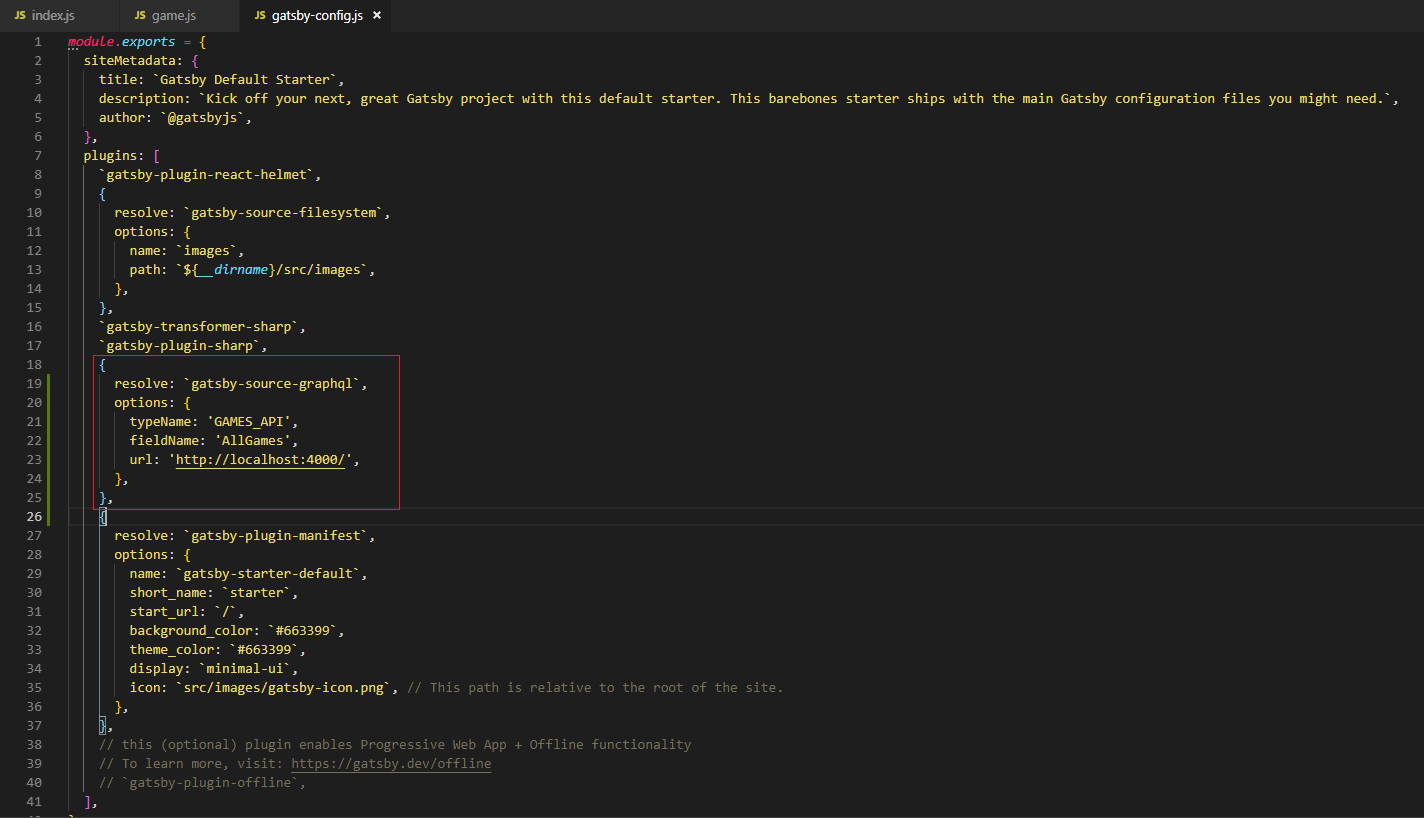 JS index.js JS game.js JS gatsby-config.js ×
1 module.exports = {
2 siteMetadata: {
3 title: `Gatsby Default Starter`,
4 description: `Kick off your next, great Gatsby project with this default starter. This barebones starter ships with the main Gatsby configuration files you might need.`,
5 author: `@gatsbyjs`,
6 },
7 plugins: [
8 `gatsby-plugin-react-helmet`,
9 {
10 resolve: `gatsby-source-filesystem`,
11 options: {
12 name: `images`,
13 path: `${__dirname}/src/images`,
14 },
15 },
16 `gatsby-transformer-sharp`,
17 `gatsby-plugin-sharp`,
18 {
19 resolve: `gatsby-source-graphql`,
20 options: {
21 typeName: 'GAMES_API',
22 fieldName: 'AllGames',
23 url: 'http://localhost:4000/',
24 },
25 },
26 {
27 resolve: `gatsby-plugin-manifest`,
28 options: {
29 name: `gatsby-starter-default`,
30 short_name: `starter`,
31 start_url: `/`,
32 background_color: `#663399`,
33 theme_color: `#663399`,
34 display: `minimal-ui`,
35 icon: `src/images/gatsby-icon.png`, // This path is relative to the root of the site.
36 },
37 },
38 // this (optional) plugin enables Progressive Web App + Offline functionality
39 // To learn more, visit: https://gatsby.dev/offline
40 // `gatsby-plugin-offline`,
41 ],